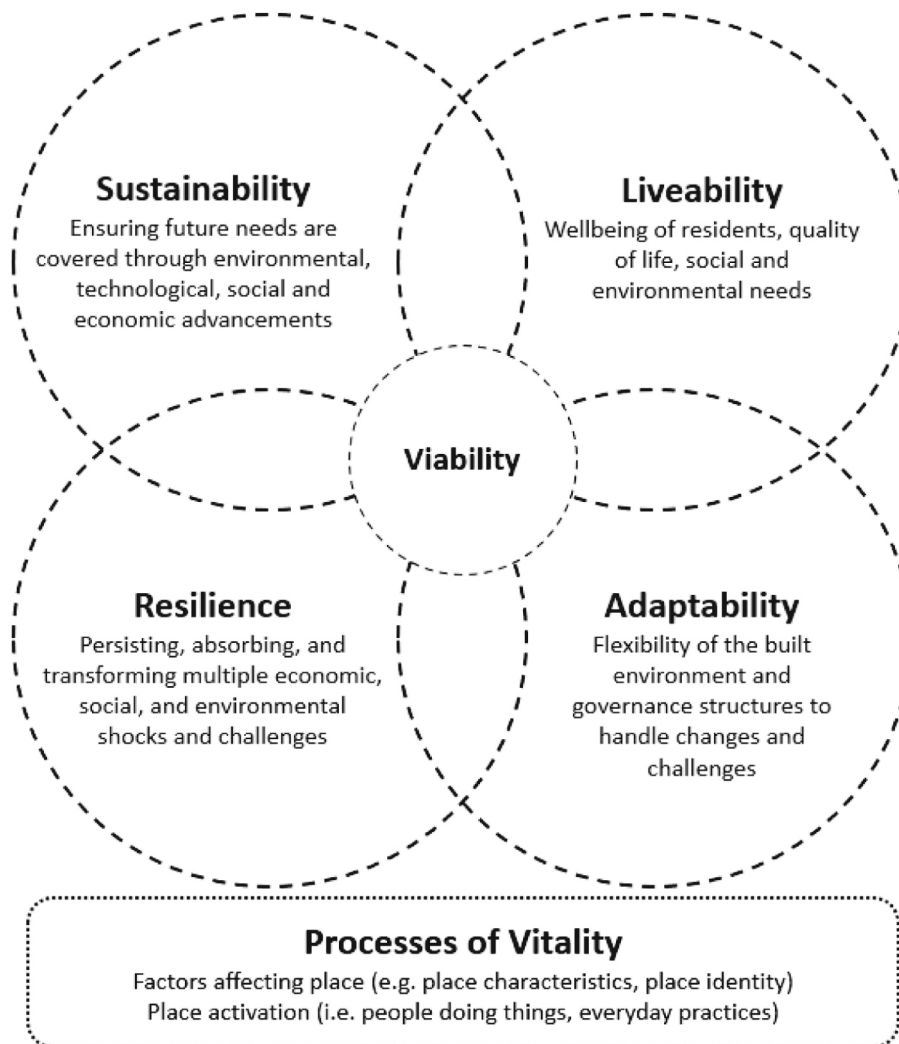 Sustainability
Ensuring future needs are
covered through environmental,
technological, social and
economic advancements
Liveability
Wellbeing of residents, quality
of life, social and
environmental needs
Viability
Resilience
Persisting, absorbing, and
transforming multiple economic,
social, and environmental
shocks and challenges
Adaptability
Flexibility of the built
environment and
governance structures to
handle changes and
challenges
Processes of Vitality
Factors affecting place (e.g. place characteristics, place identity)
Place activation (i.e. people doing things, everyday practices)